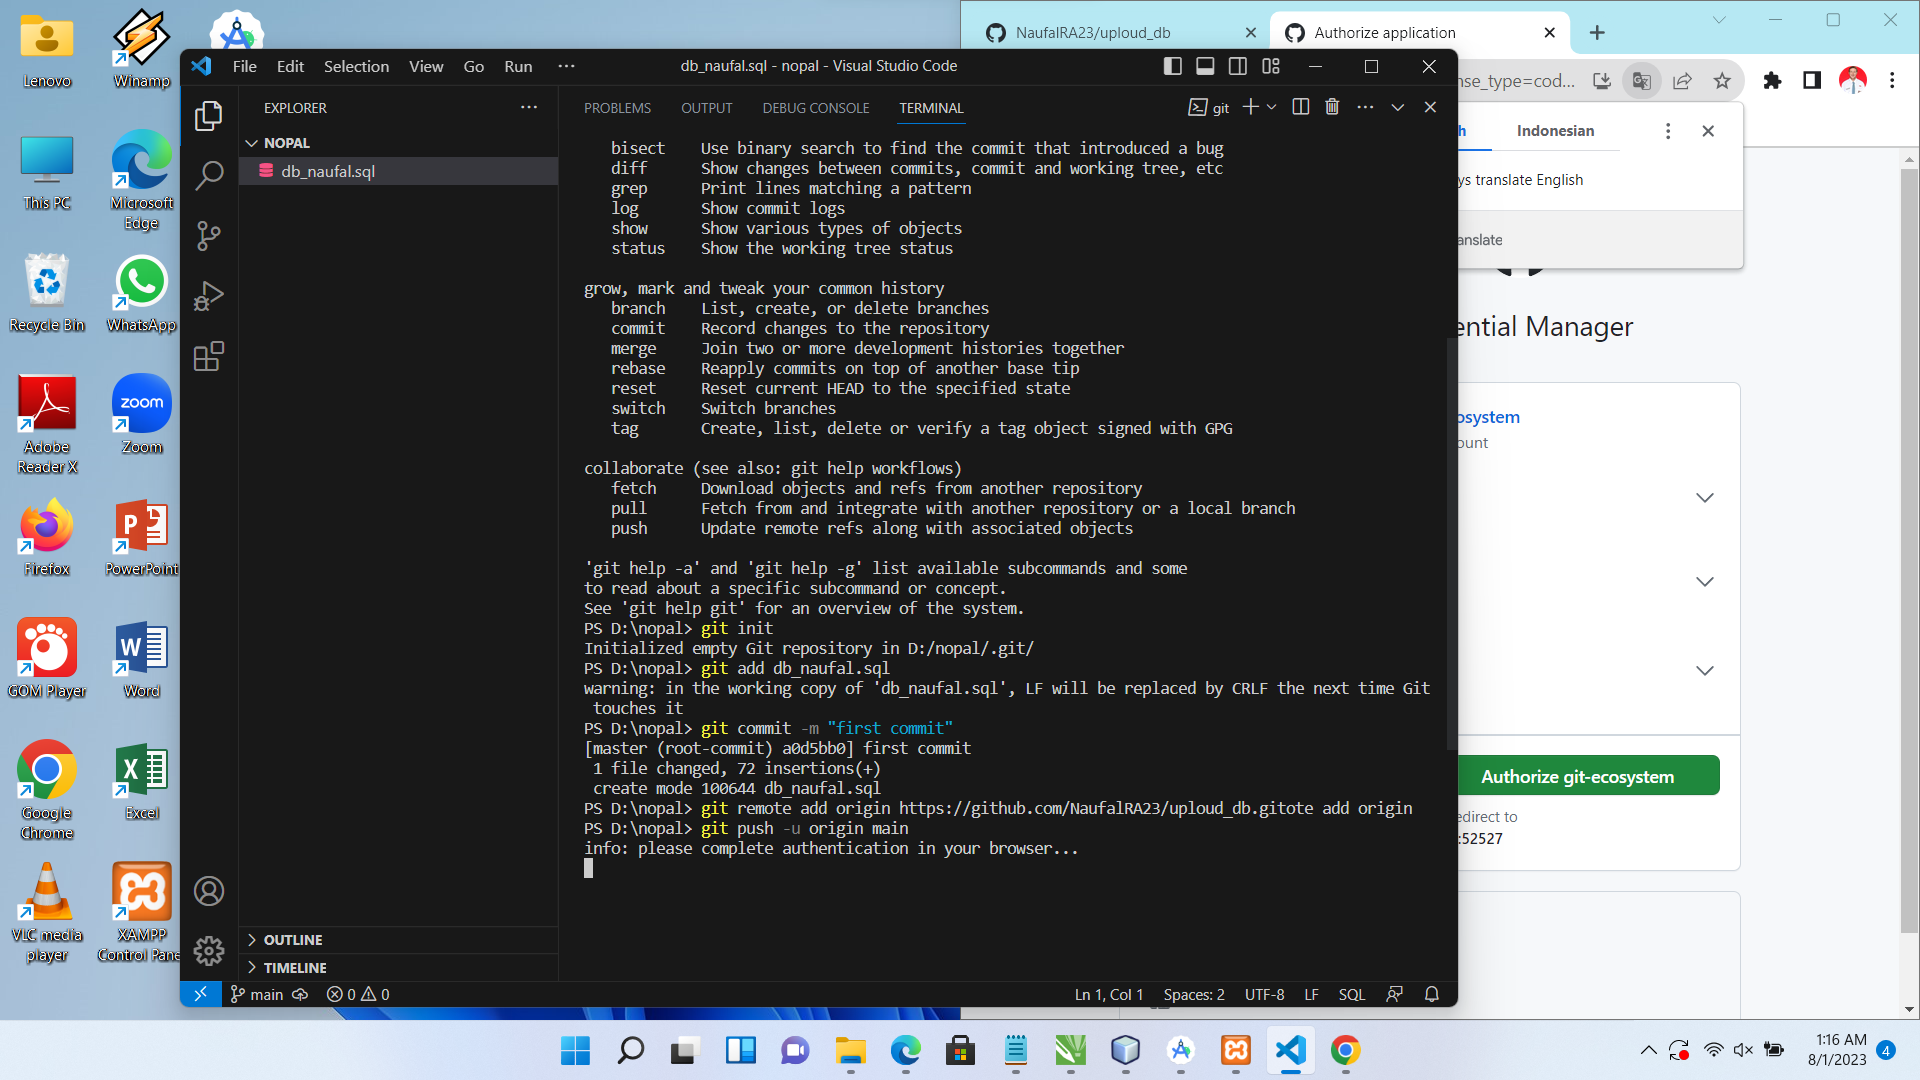 Lenovo
Winamp
This PC
Microsoft
Edge
Recycle Bin
WhatsApp
Adobe
Reader X
zoom
Zoom
Firefox
PowerPoint
GOM Player
Word
Google
Chrome
Excel
VLC media
player
XAMPP
Control Pane
File Edit Selection View Go Run ···
db_naufal.sql - nopal - Visual Studio Code
EXPLORER
NOPAL
db_naufal.sql
OUTLINE
TIMELINE
PROBLEMS OUTPUT DEBUG CONSOLE TERMINAL
git
bisect Use binary search to find the commit that introduced a bug
diff Show changes between commits, commit and working tree, etc
grep Print lines matching a pattern
log Show commit logs
show Show various types of objects
status Show the working tree status
grow, mark and tweak your common history
branch List, create, or delete branches
commit Record changes to the repository
merge Join two or more development histories together
rebase Reapply commits on top of another base tip
reset Reset current HEAD to the specified state
switch Switch branches
tag Create, list, delete or verify a tag object signed with GPG
collaborate (see also: git help workflows)
fetch Download objects and refs from another repository
pull Fetch from and integrate with another repository or a local branch
push Update remote refs along with associated objects
'git help -a' and 'git help -g' list available subcommands and some
to read about a specific subcommand or concept.
See 'git help git' for an overview of the system.
PS D:\nopal> git init
Initialized empty Git repository in D:/nopal/.git/
PS D:\nopal> git add db_naufal.sql
warning: in the working copy of 'db_naufal.sql', LF will be replaced by CRLF the next time Git
touches it
PS D:\nopal> git commit -m "first commit"
[master (root-commit) a0d5bb0] first commit
1 file changed, 72 insertions(+)
create mode 100644 db_naufal.sql
PS D:\nopal> git remote add origin https://github.com/NaufalRA23/uploud_db.gitote add origin
PS D:\nopal> git push -u origin main
info: please complete authentication in your browser...
main 0 0
Ln 1, Col 1 Spaces: 2 UTF-8 LF SQL
NaufalRA23/uploud_db
Authorize application
nse_type=cod...
h Indonesian
ys translate English
anslate
ential Manager
osystem
ount
Authorize git-ecosystem
edirect to
:52527
1:16 AM
8/1/2023
4